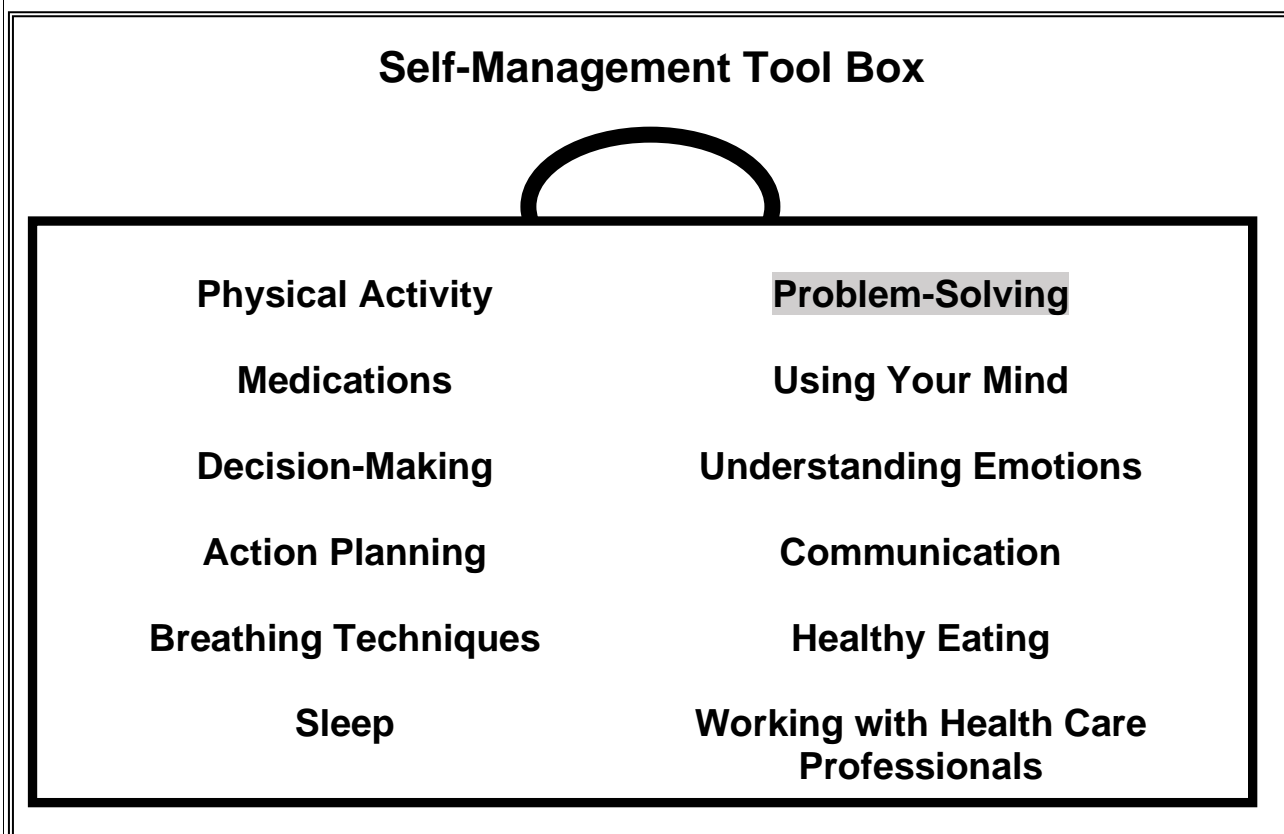 Self-Management Tool Box
Physical Activity
Problem-Solving
Medications
Using Your Mind
Decision-Making
Understanding Emotions
Action Planning
Communication
Breathing Techniques
Healthy Eating
Sleep
Working with Health Care
Professionals